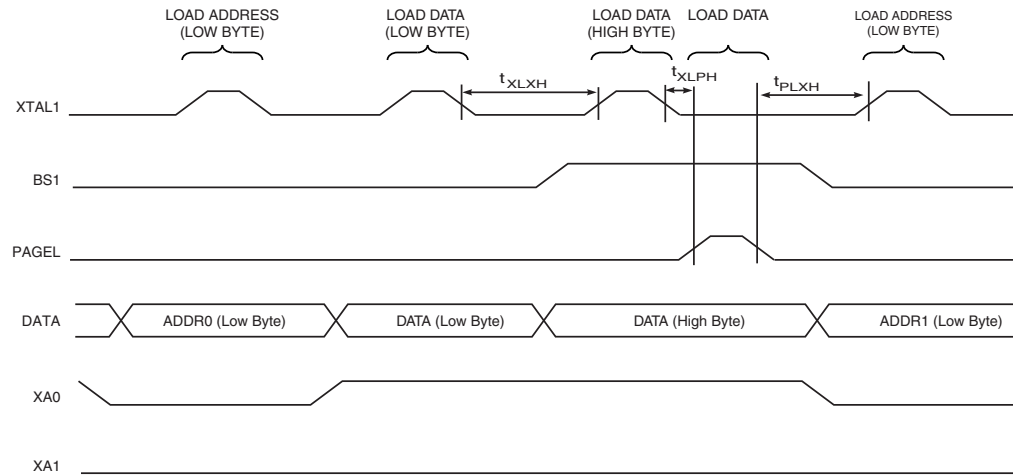 LOAD ADDRESS
(LOW BYTE)
LOAD DATA
(LOW BYTE)
LOAD DATA
(HIGH BYTE)
LOAD DATA
LOAD ADDRESS
(LOW BYTE)
XTAL1
tXLXH
tXLPH
tPLXH
BS1
PAGEL
DATA
ADDR0 (Low Byte)
DATA (Low Byte)
DATA (High Byte)
ADDR1 (Low Byte)
XA0
XA1